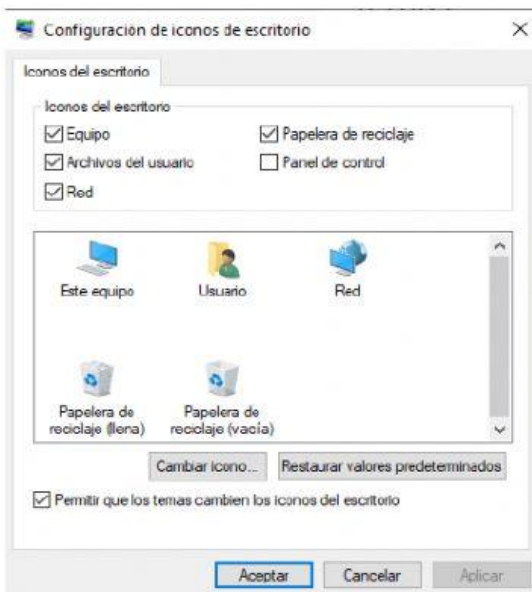 Configuración de iconos de escritorio
Iconos del escritorio
Iconos del escritorio
Equipo
Papelera de reciclaje
Archivos del usuario
Panel de control
Red
Este equipo
Usuario
Red
Papelera de
reciclaje (llena)
Papelera de
reciclaje (vacía)
Cambiar icono...
Restaurar valores predeterminados
Permitir que los temas cambien los iconos del escritorio
Aceptar
Cancelar
Aplicar